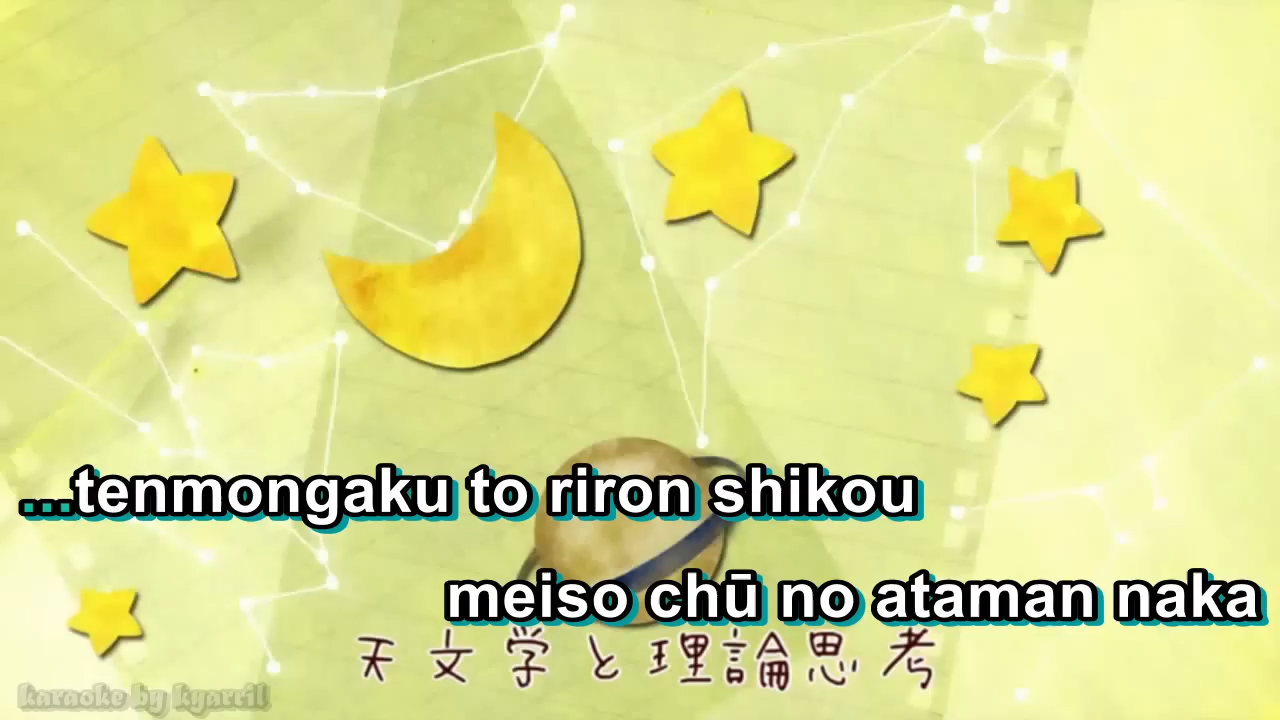 ...tenmongaku to riron shikou
meiso chū no ataman naka
天文学と理論思考
karaoke by kyarril